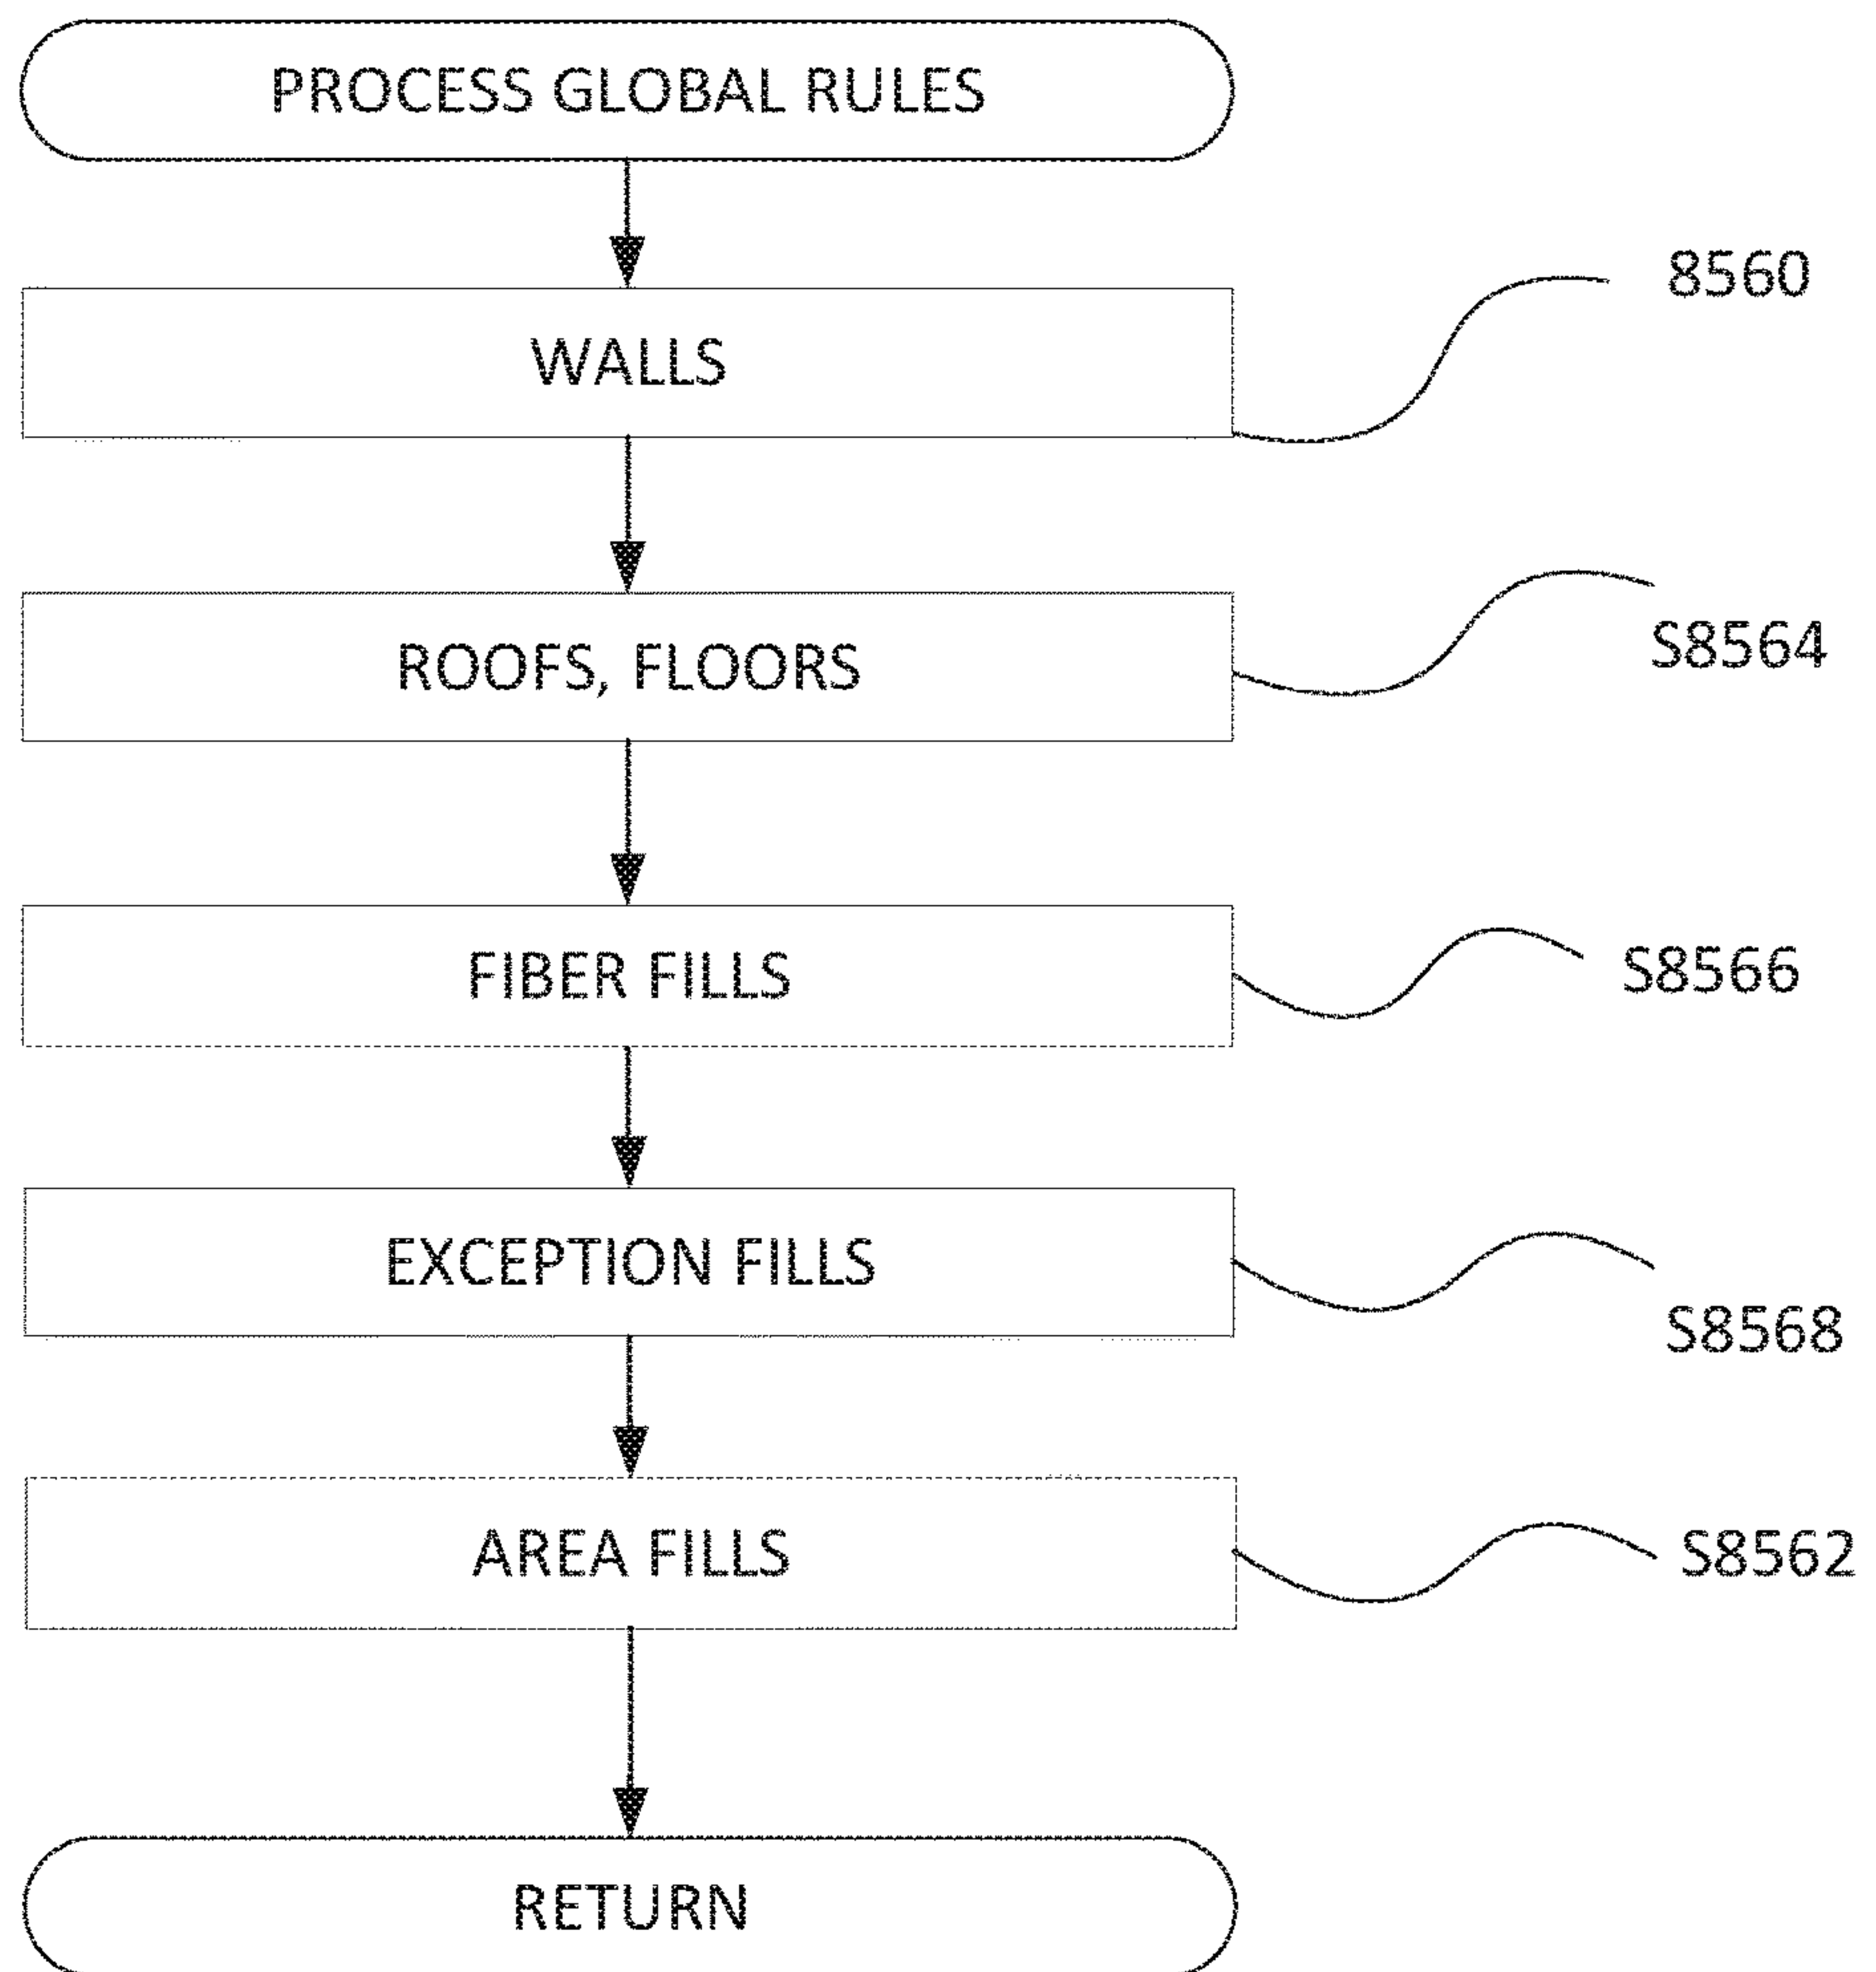 PROCESS GLOBAL RULES
8560
WALLS
S8564
ROOFS, FLOORS
S8566
FIBER FILLS
EXCEPTION FILLS
S8568
AREA FILLS
S8562
RETURN